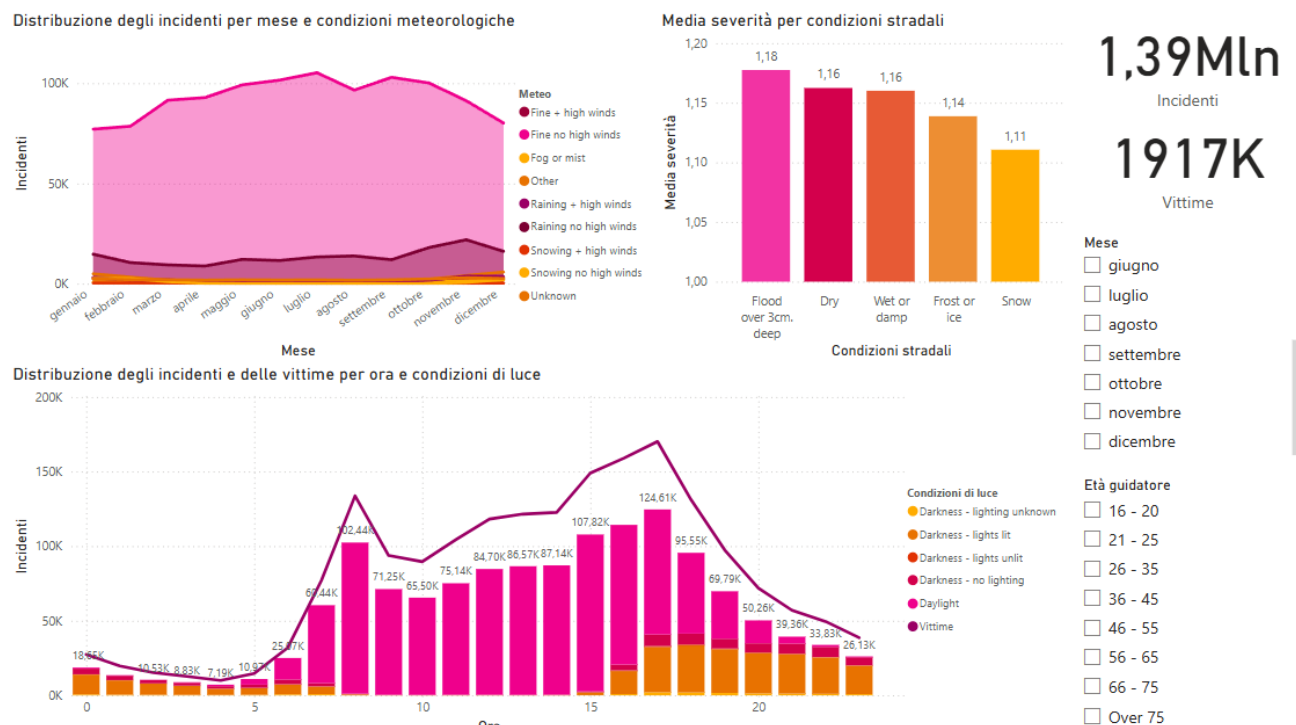 Distribuzione degli incidenti per mese e condizioni meteorologiche
100K
50K
0K
Incidenti
gennaio
febbraio
marzo
aprile
maggio
giugno
luglio
agosto
settembre
ottobre
novembre
dicembre
Mese
Meteo
Fine + high winds
Fine no high winds
Fog or mist
Other
Raining + high winds
Raining no high winds
Snowing + high winds
Snowing no high winds
Unknown
Media severità per condizioni stradali
1,20
1,15
1,10
1,05
1,00
Media severità
1,18
1,16
1,16
1,14
1,11
Flood
over 3cm.
deep
Dry
Wet or
damp
Frost or
ice
Snow
Condizioni stradali
1,39Mln
Incidenti
1917K
Vittime
Mese
giugno
luglio
agosto
settembre
ottobre
novembre
dicembre
Età guidatore
16 - 20
21 - 25
26 - 35
36 - 45
46 - 55
56 - 65
66 - 75
Over 75
Distribuzione degli incidenti e delle vittime per ora e condizioni di luce
200K
150K
100K
50K
0K
Incidenti
10,53K
8,83K
7,19K
102,44K
71,25K
65,50K
75,14K
84,70K
86,57K
87,14K
107,82K
124,61K
95,55K
69,79K
50,26K
39,36K
33,83K
26,13K
0
5
10
15
20
Condizioni di luce
Darkness - lighting unknown
Darkness - lights lit
Darkness - lights unlit
Darkness - no lighting
Daylight
Vittime